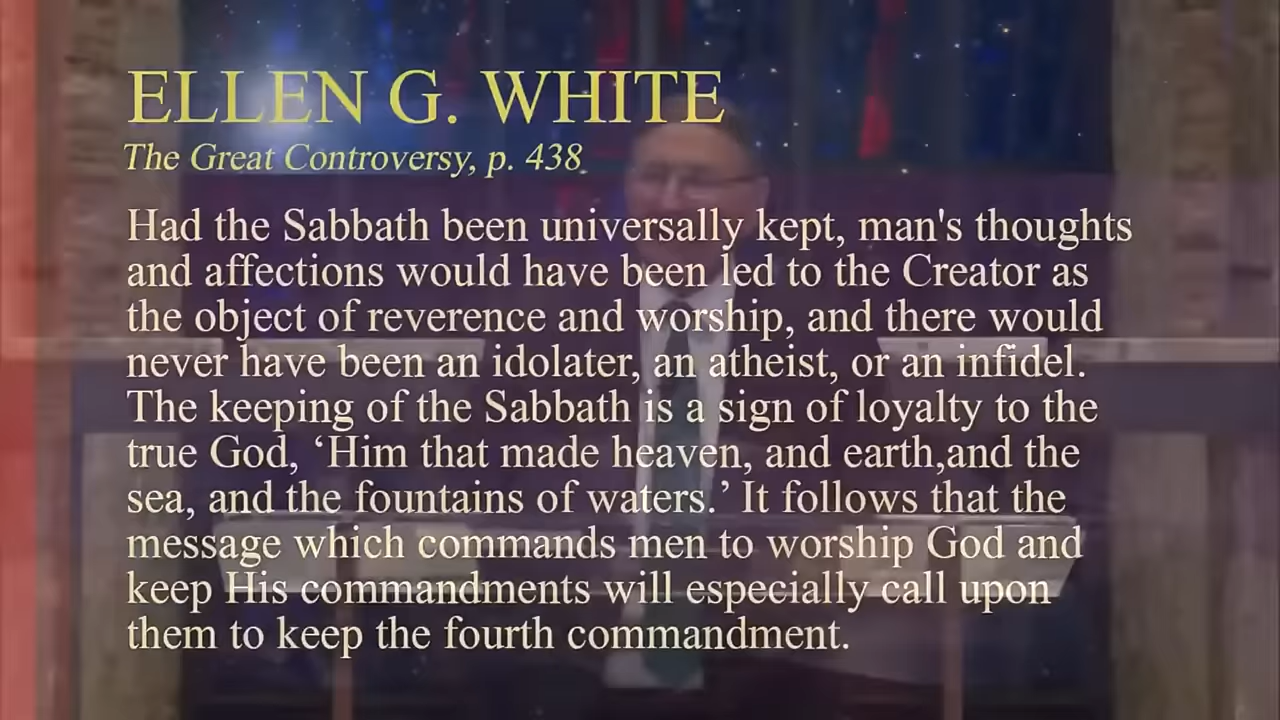 ELLEN G. WHITE
The Great Controversy, p. 438
Had the Sabbath been universally kept, man's thoughts
and affections would have been led to the Creator as
the object of reverence and worship, and there would
never have been an idolater, an atheist, or an infidel.
The keeping of the Sabbath is a sign of loyalty to the
true God, ‘Him that made heaven, and earth,and the
sea, and the fountains of waters.’ It follows that the
message which commands men to worship God and
keep His commandments will especially call upon
them to keep the fourth commandment.